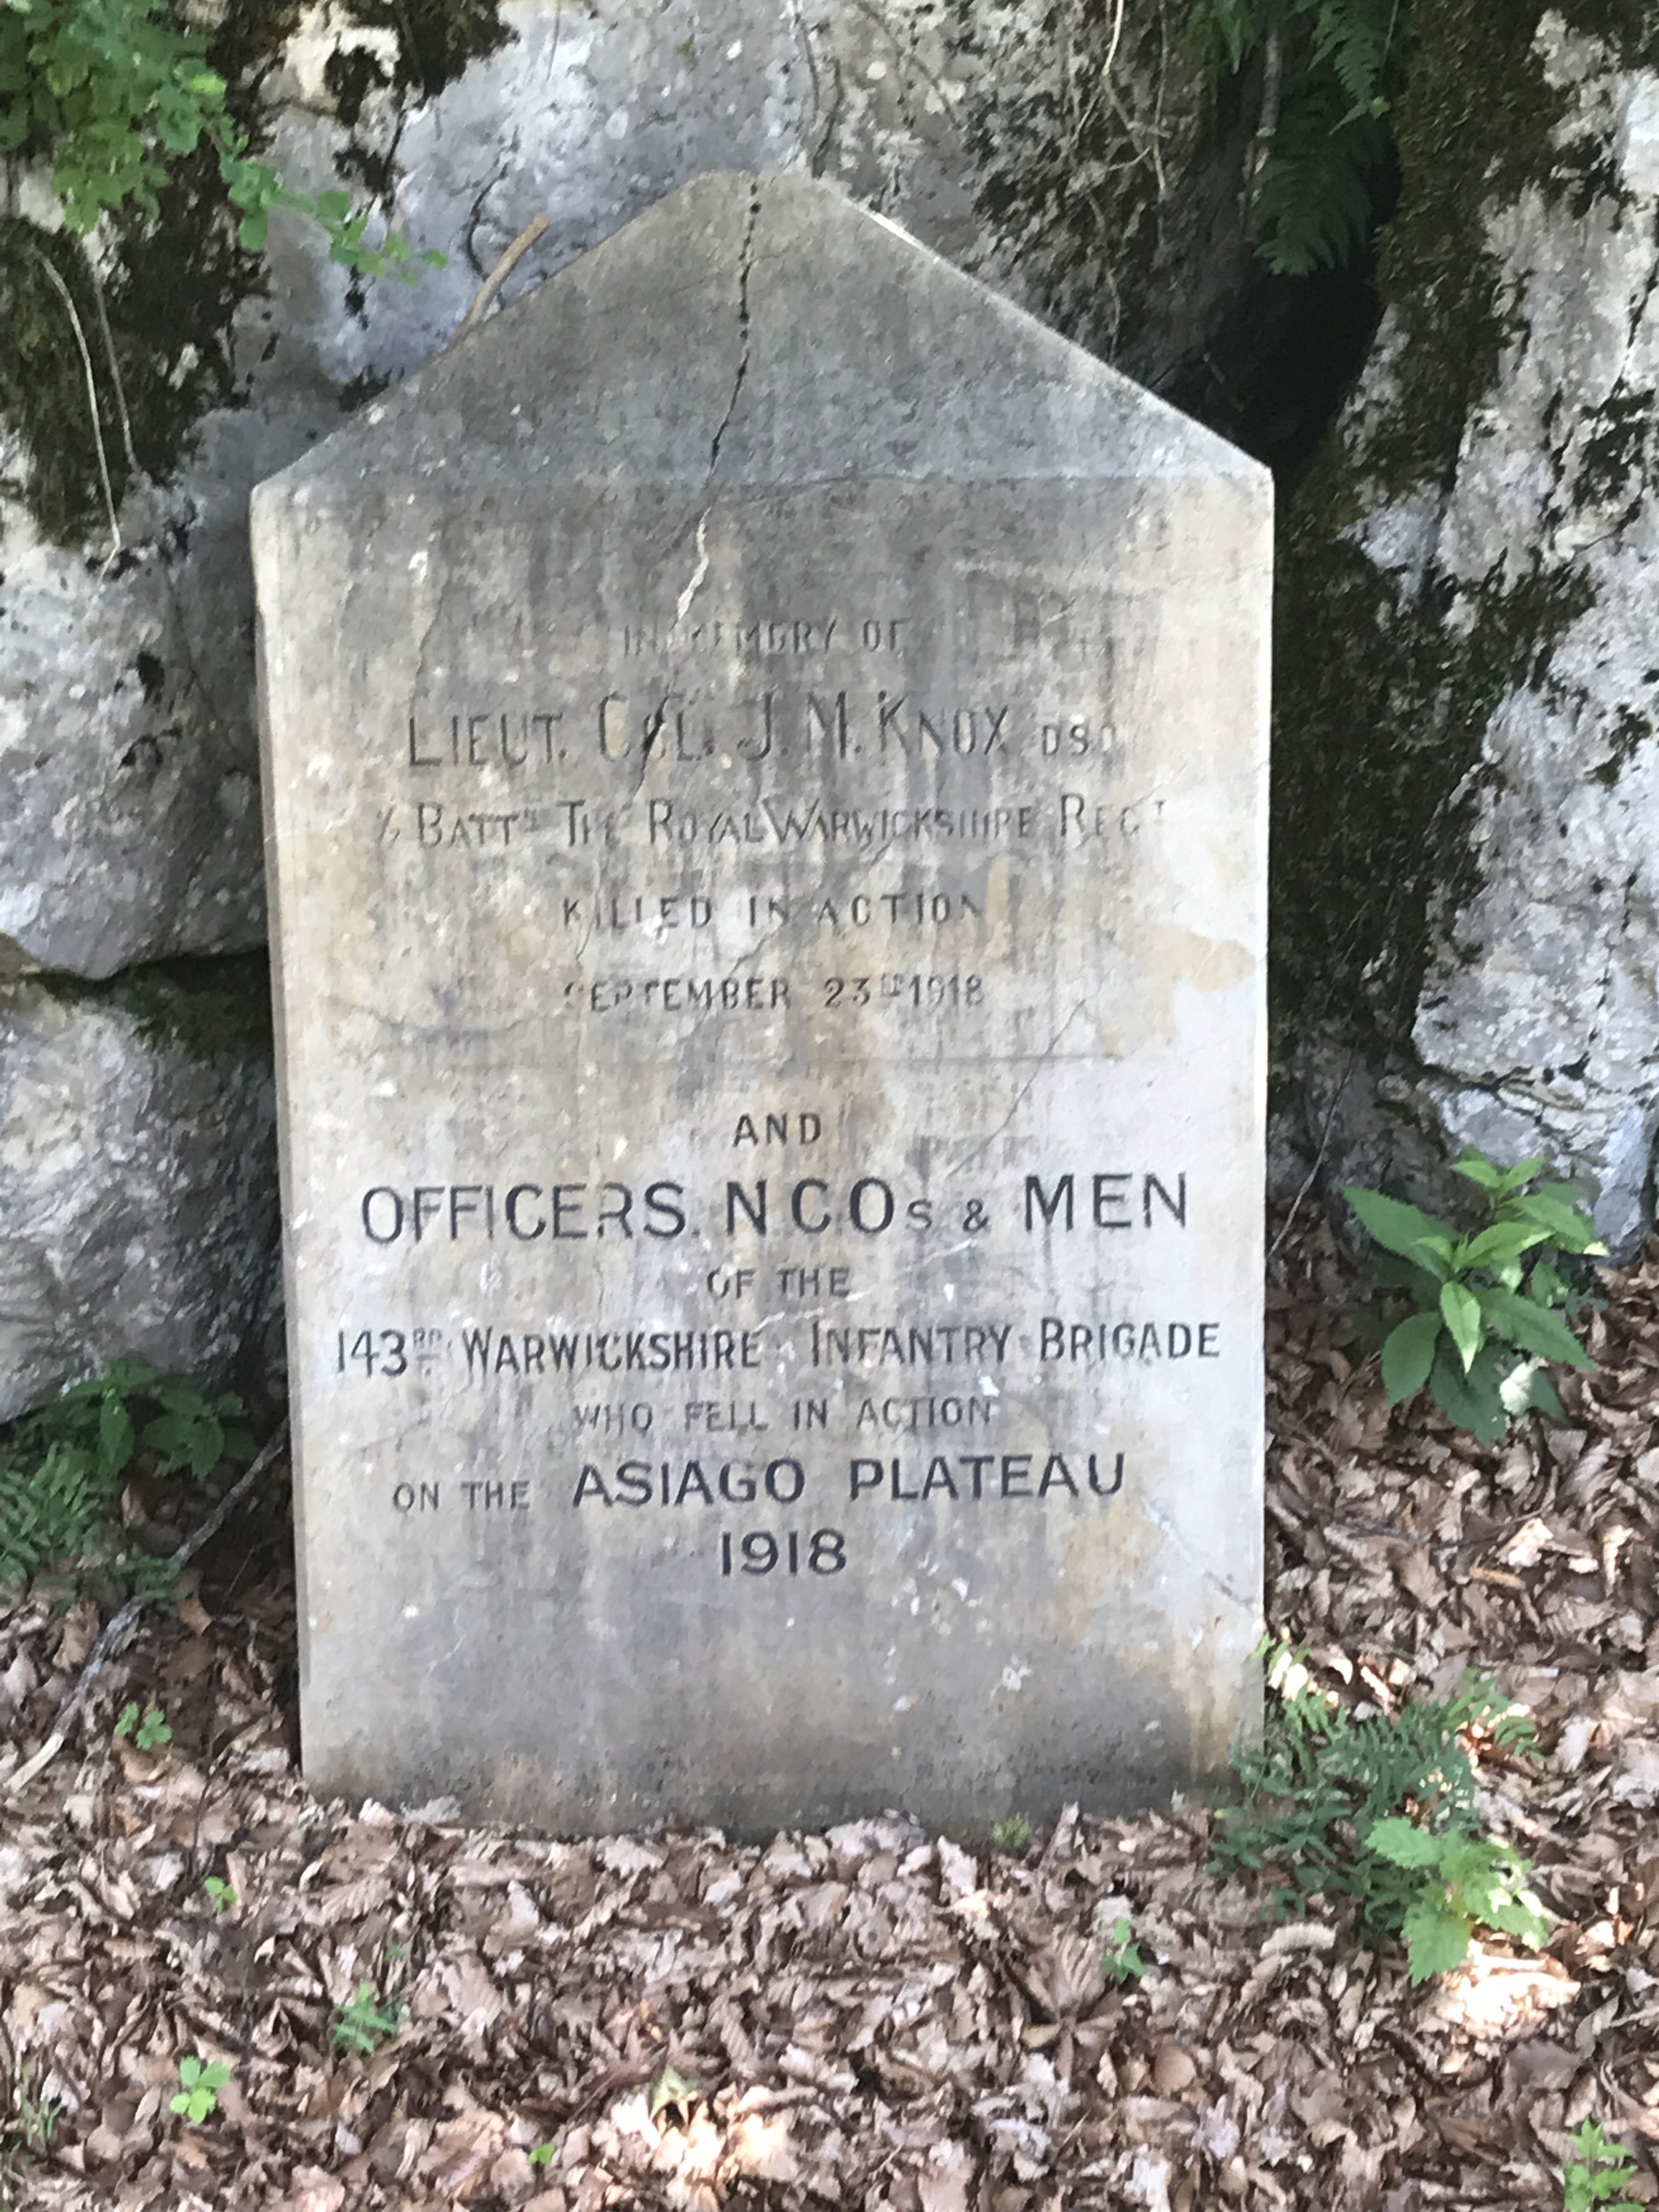 IN MEMORY OF
LIEUT. COL. J. M. KNOX DSO
BATTN THE ROYAL WARWICKSHIRE REGT
KILLED IN ACTION
SEPTEMBER 23RD 1918
AND
OFFICERS. N.C.Os & MEN
OF THE
143RD WARWICKSHIRE INFANTRY BRIGADE
WHO FELL IN ACTION
ON THE ASIAGO PLATEAU
1918